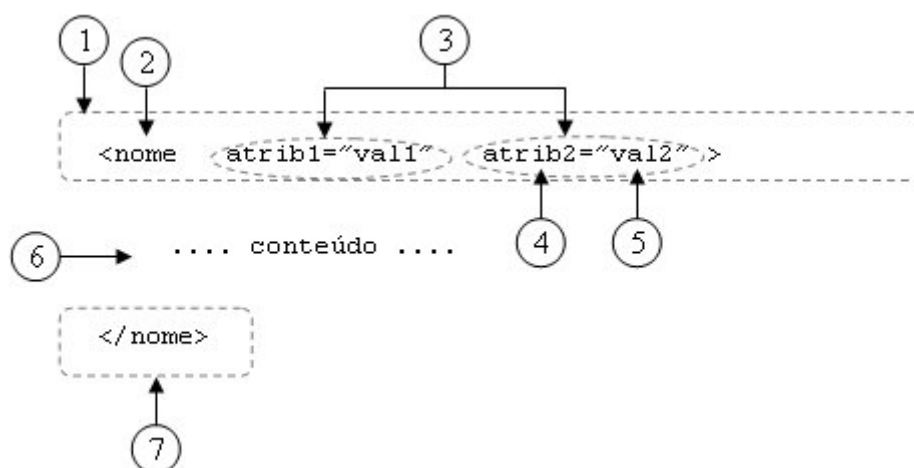 1
2
3
<nome atrib1="val1" atrib2="val2" >
4
5
6
.... conteúdo ....
</nome>
7